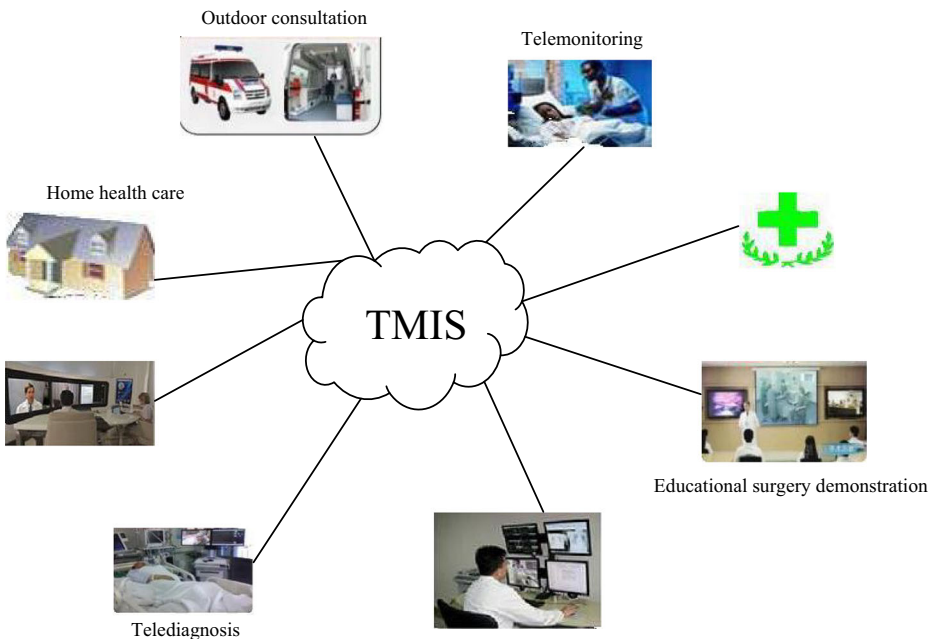 Outdoor consultation
Telemonitoring
Home health care
TMIS
Educational surgery demonstration
Telediagnosis